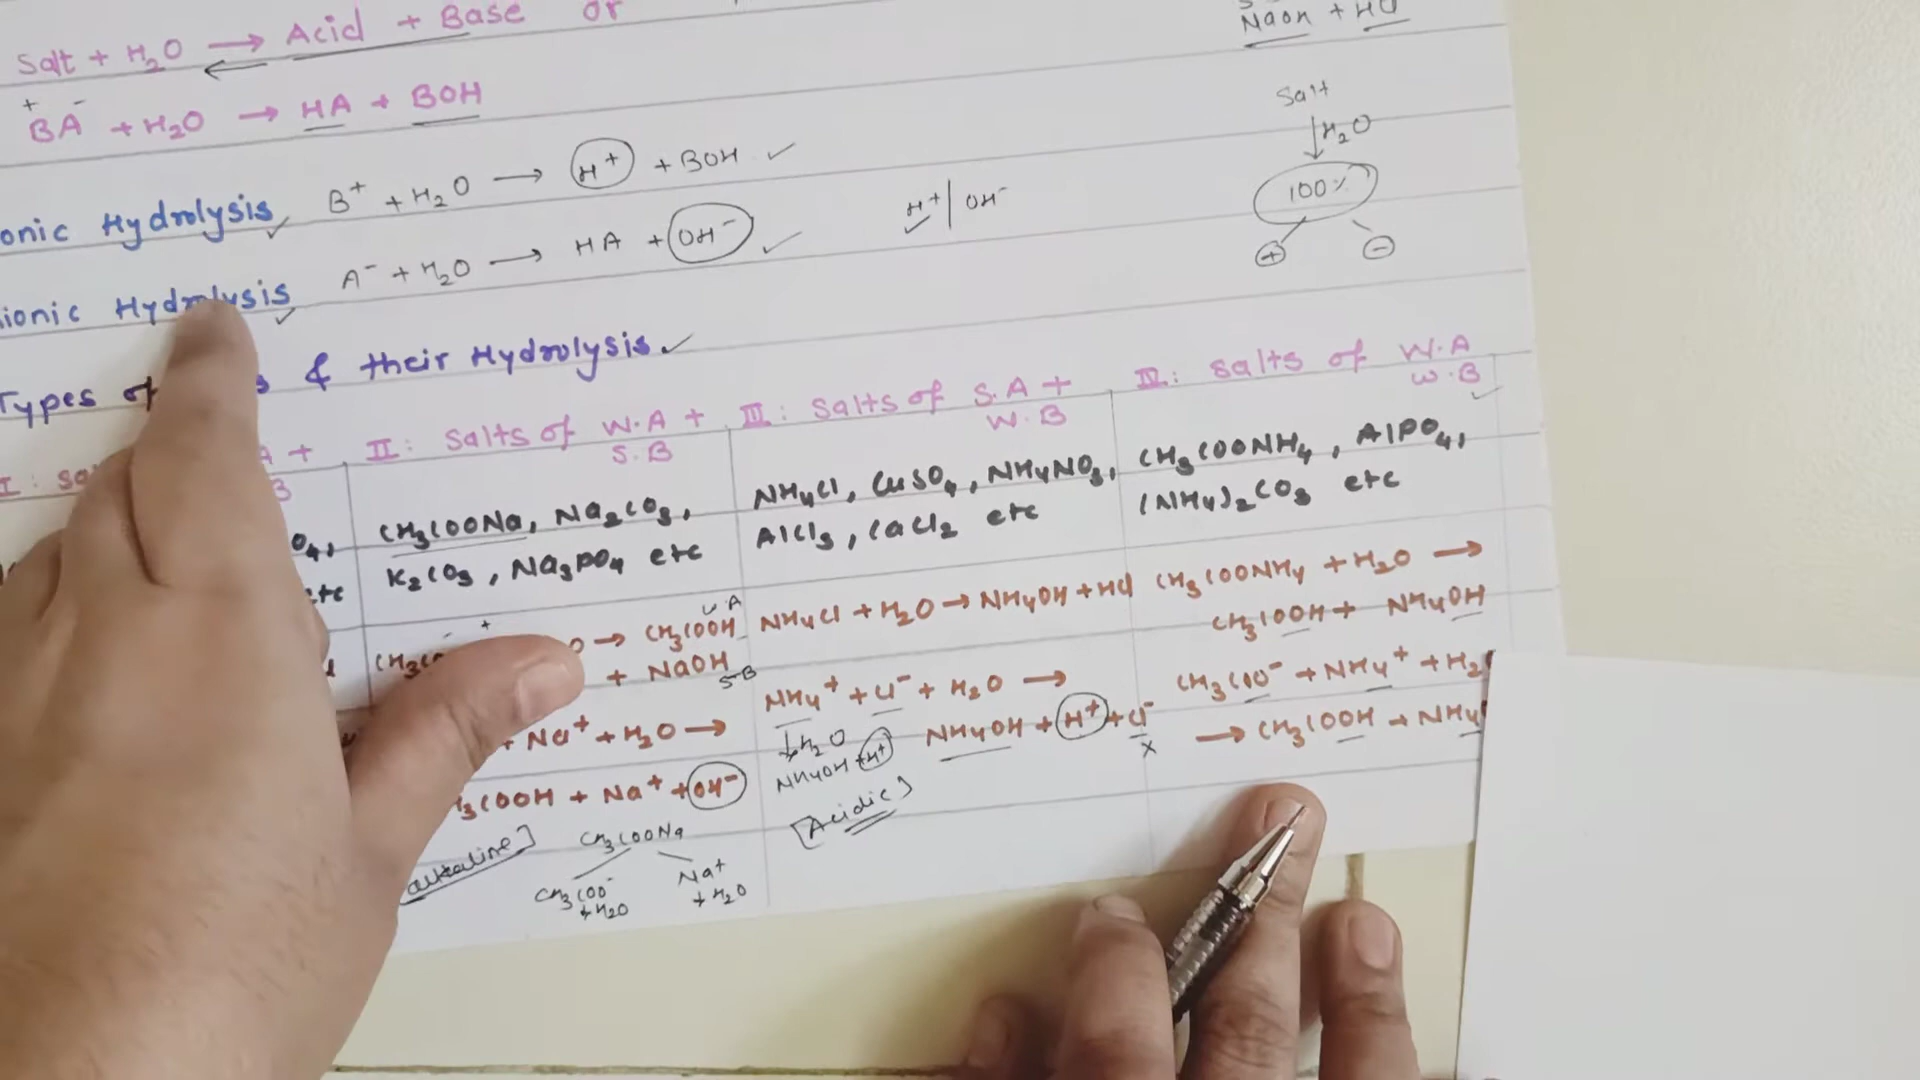 Salt + H₂O ⟶ Acid + Base or
NaOH +
⟵
+ -
BA + H₂O → HA + BOH
Salt
↓ H₂O
100%
⊕ ⊖
onic Hydrolysis ✓ B⁺ + H₂O → H⁺ + BOH ✓
H⁺ | OH⁻
✓
ionic Hydrolysis ✓ A⁻ + H₂O → HA + OH⁻ ✓
Types of & their Hydrolysis ✓
I: A +
B
O₄,
etc
II: Salts of W.A +
S.B
CH₃COONa, Na₂CO₃,
K₂CO₃, Na₃PO₄ etc
→ CH₃COOH
+ NaOH
S·B
+ Na⁺ + H₂O →
₃COOH + Na⁺ + OH⁻
alkaline]
CH₃COONa
CH₃COO⁻ Na⁺
+ H₂O + H₂O
III: Salts of S.A +
W.B
NH₄Cl, CuSO₄, NH₄NO₃,
AlCl₃, CaCl₂ etc
NH₄Cl + H₂O → NH₄OH + HCl
NH₄⁺ + Cl⁻ + H₂O →
NH₄OH + H⁺ + Cl⁻
x
↓ H₂O
NH₄OH + H⁺
[Acidic]
IV: Salts of W.A
W.B ✓
CH₃COONH₄, AlPO₄,
(NH₄)₂CO₃ etc
CH₃COONH₄ + H₂O →
CH₃COOH + NH₄OH
CH₃COO⁻ + NH₄⁺ + H₂
→ CH₃COOH + NH₄